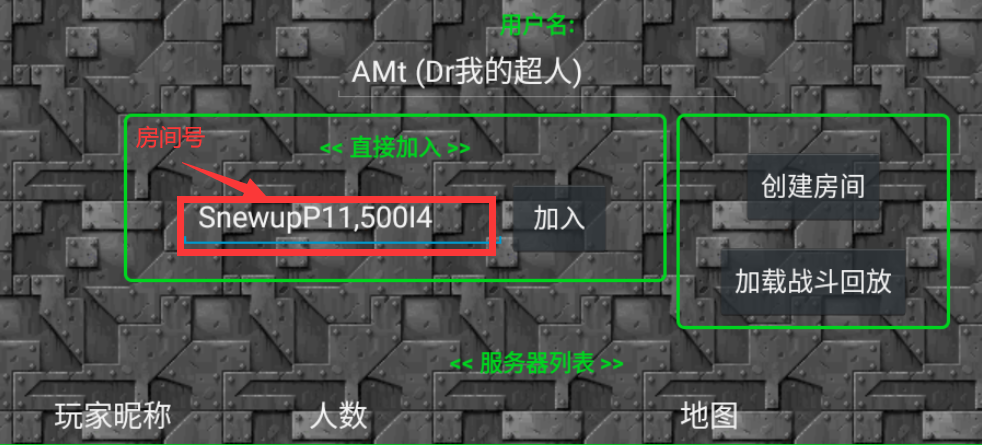 用户名:
AMt (Dr我的超人)
房间号
<< 直接加入 >>
SnewupP11,500I4
加入
创建房间
加载战斗回放
<< 服务器列表 >>
玩家昵称 人数 地图